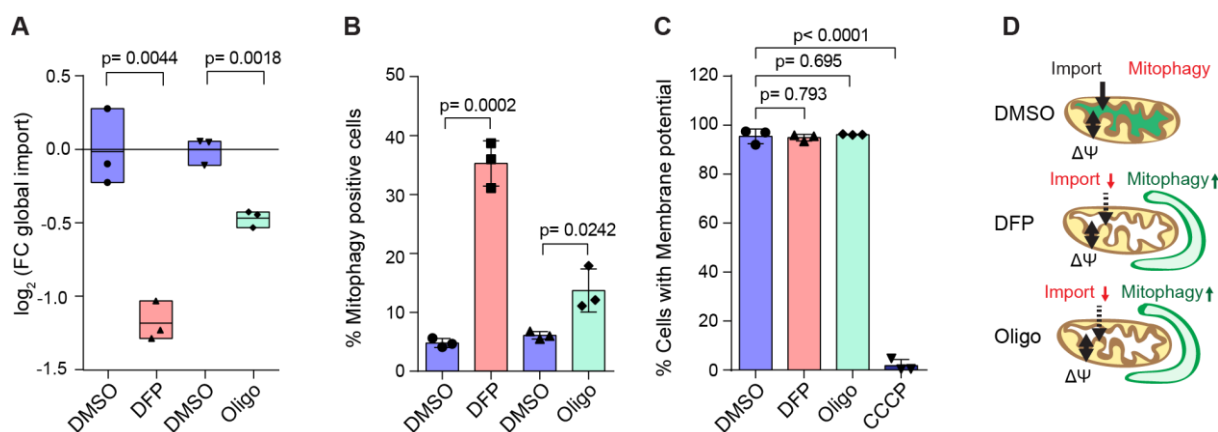 A
p= 0.0044
p= 0.0018
log2 (FC global import)
0.5
0.0
-0.5
-1.0
-1.5
DMSO
DFP
DMSO
Oligo
B
p= 0.0002
p= 0.0242
% Mitophagy positive cells
50
40
30
20
10
0
DMSO
DFP
DMSO
Oligo
C
p< 0.0001
p= 0.695
p= 0.793
% Cells with Membrane potential
120
100
80
60
40
20
0
DMSO
DFP
Oligo
CCCP
D
Import Mitophagy
DMSO
ΔΨ
Import Mitophagy
DFP
ΔΨ
Import Mitophagy
Oligo
ΔΨ